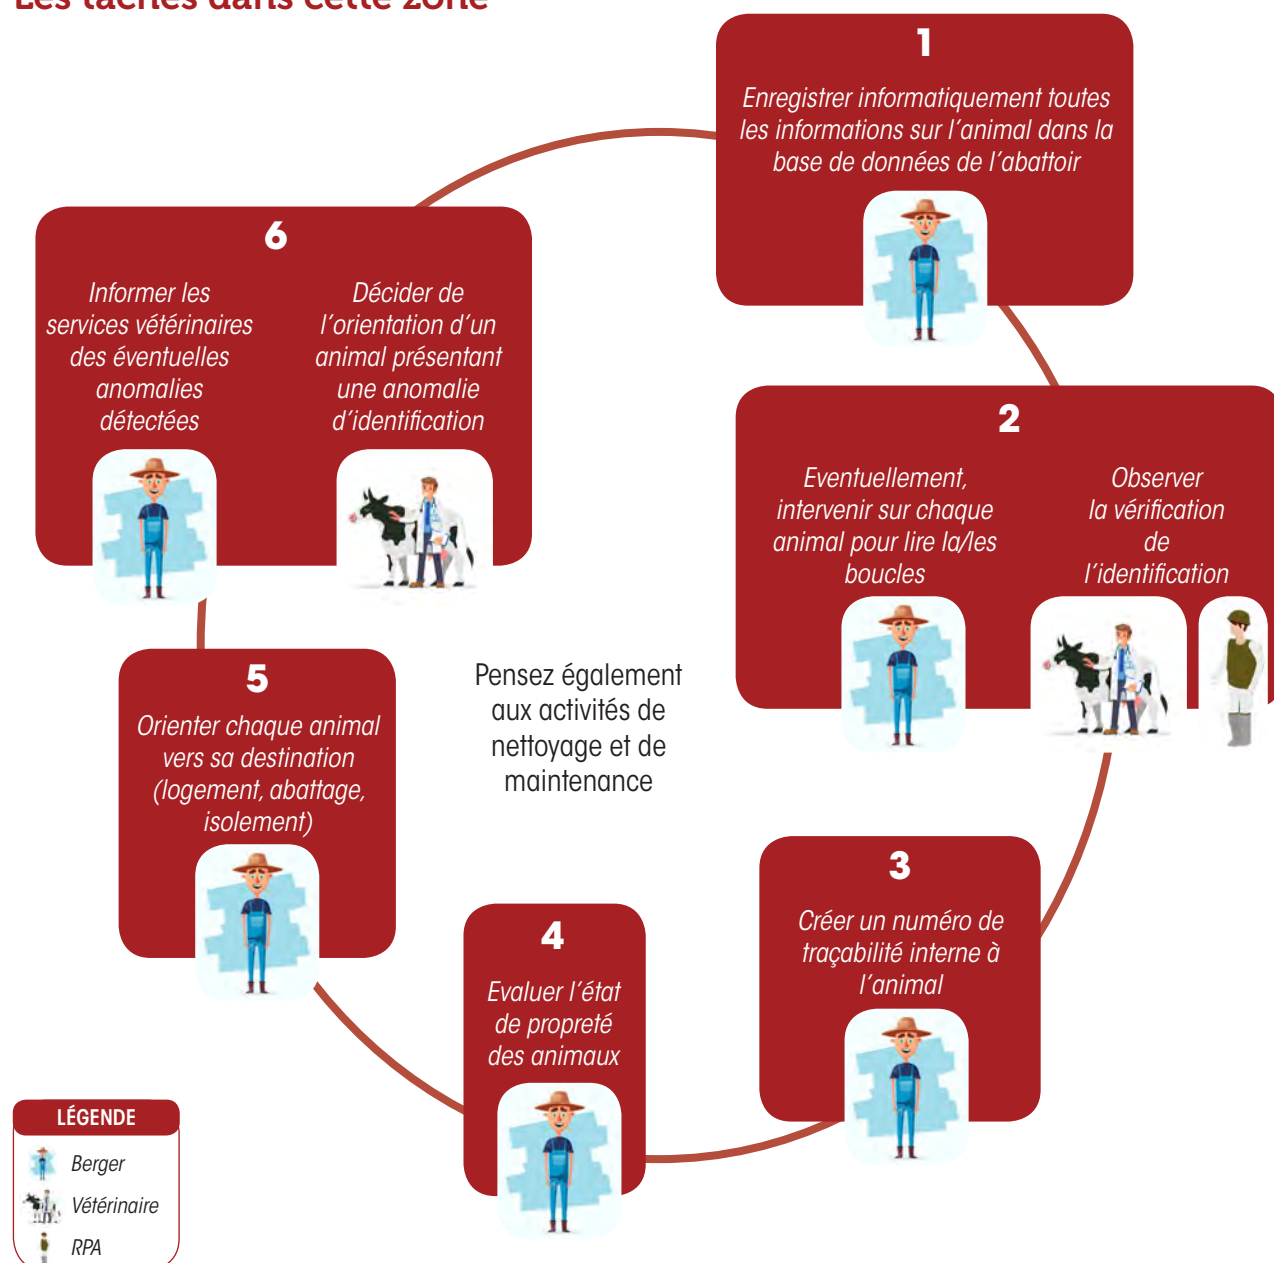 Les tâches dans cette zone
1
Enregistrer informatiquement toutes
les informations sur l'animal dans la
base de données de l'abattoir
2
Eventuellement,
intervenir sur chaque
animal pour lire la/les
boucles
Observer
la vérification
de
l'identification
3
Créer un numéro de
traçabilité interne à
l'animal
4
Evaluer l'état
de propreté
des animaux
5
Orienter chaque animal
vers sa destination
(logement, abattage,
isolement)
6
Informer les
services vétérinaires
des éventuelles
anomalies
détectées
Décider de
l'orientation d'un
animal présentant
une anomalie
d'identification
Pensez également
aux activités de
nettoyage et de
maintenance
LÉGENDE
Berger
Vétérinaire
RPA